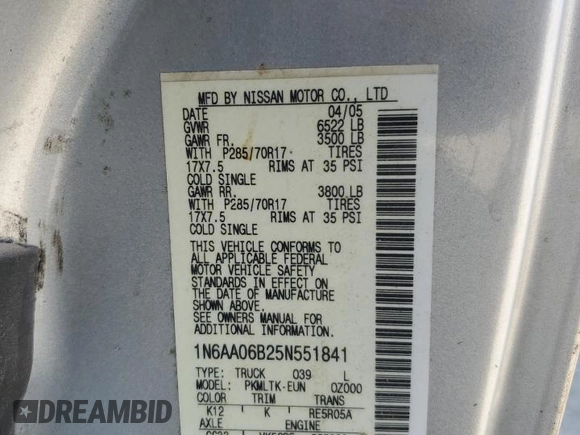 MFD BY NISSAN MOTOR CO., LTD
DATE 04/05
GVWR 6522 LB
GAWR FR. 3500 LB
WITH P285/70R17 TIRES
17X7.5 RIMS AT 35 PSI
COLD SINGLE
GAWR RR. 3800 LB
WITH P285/70R17 TIRES
17X7.5 RIMS AT 35 PSI
COLD SINGLE
THIS VEHICLE CONFORMS TO
ALL APPLICABLE FEDERAL
MOTOR VEHICLE SAFETY
STANDARDS IN EFFECT ON
THE DATE OF MANUFACTURE
SHOWN ABOVE.
SEE OWNERS MANUAL FOR
ADDITIONAL INFORMATION
1N6AA06B25N551841
TYPE: TRUCK 039 L
MODEL: PKMLTK-EUN 0Z000
COLOR TRIM TRANS
K12 K RE5R05A
AXLE ENGINE
DREAMBID